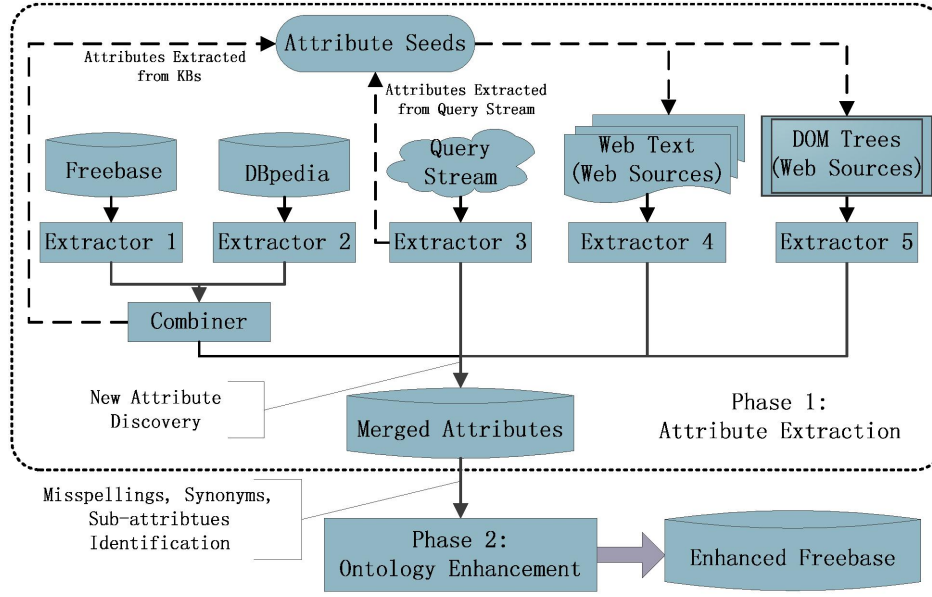 Attribute Seeds
Attributes Extracted
from KBs
Attributes Extracted
from Query Stream
Freebase
DBpedia
Query
Stream
Web Text
(Web Sources)
DOM Trees
(Web Sources)
Extractor 1
Extractor 2
Extractor 3
Extractor 4
Extractor 5
Combiner
New Attribute
Discovery
Merged Attributes
Phase 1:
Attribute Extraction
Misspellings, Synonyms,
Sub-attribtues
Identification
Phase 2:
Ontology Enhancement
Enhanced Freebase